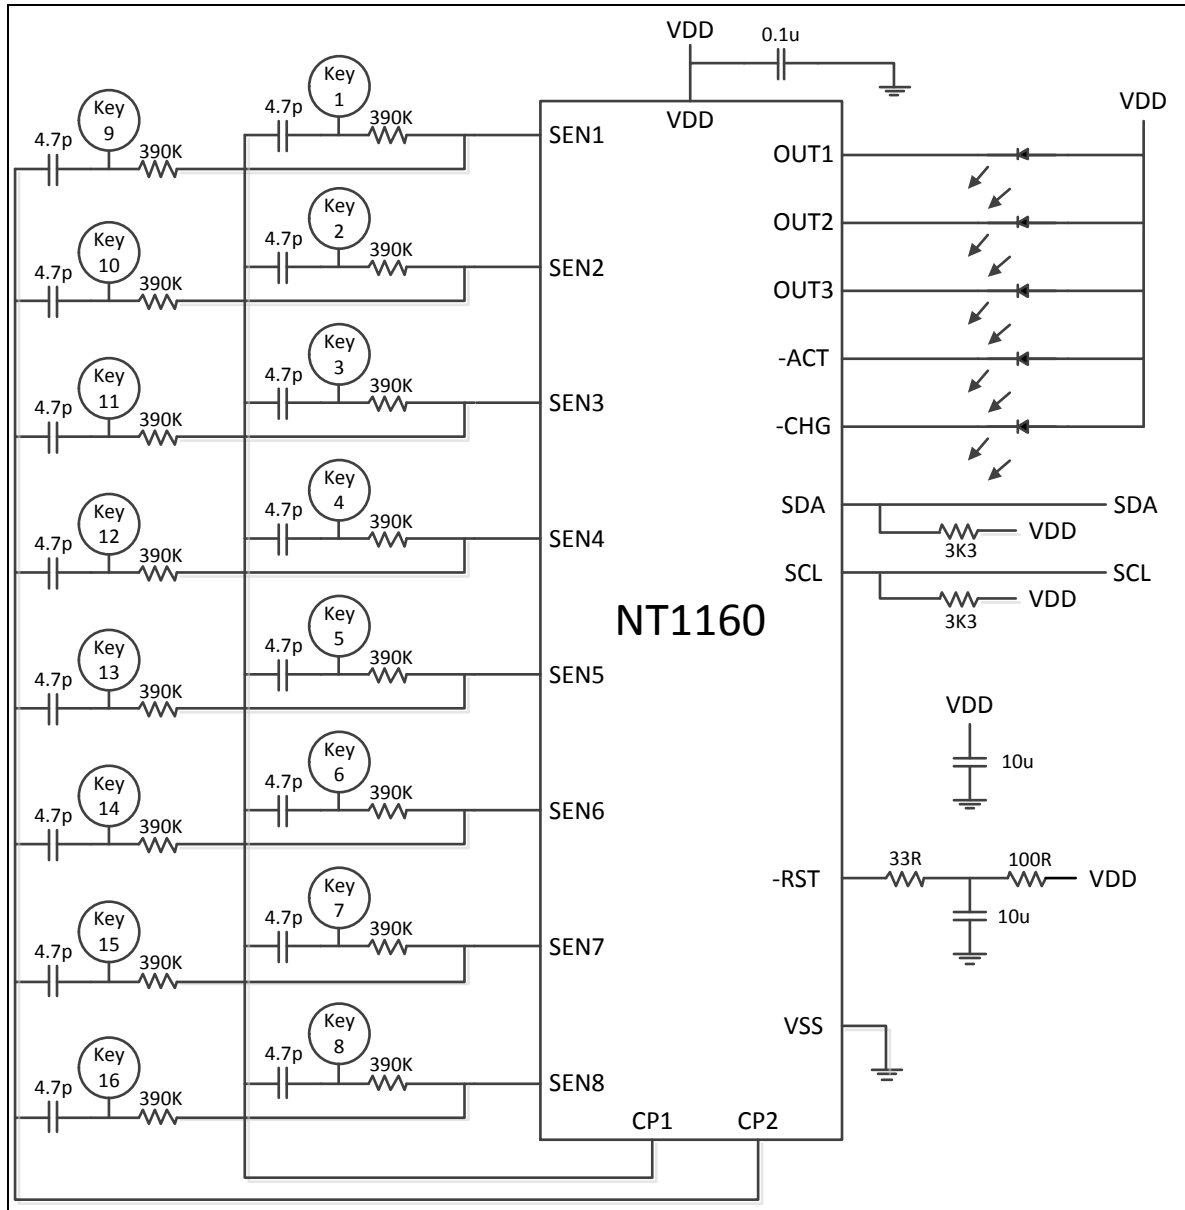 VDD
0.1u
VDD
VDD
Key
1
4.7p
390K
SEN1
Key
9
4.7p
390K
OUT1
Key
2
4.7p
390K
SEN2
OUT2
Key
10
4.7p
390K
OUT3
Key
3
4.7p
390K
SEN3
-ACT
Key
11
4.7p
390K
-CHG
Key
4
4.7p
390K
SEN4
SDA
SDA
VDD
3K3
Key
12
4.7p
390K
SCL
SCL
VDD
3K3
NT1160
Key
5
4.7p
390K
SEN5
Key
13
4.7p
390K
VDD
10u
Key
6
4.7p
390K
SEN6
Key
14
4.7p
390K
-RST
33R
100R
VDD
10u
Key
7
4.7p
390K
SEN7
Key
15
4.7p
390K
VSS
Key
8
4.7p
390K
SEN8
Key
16
4.7p
390K
CP1
CP2